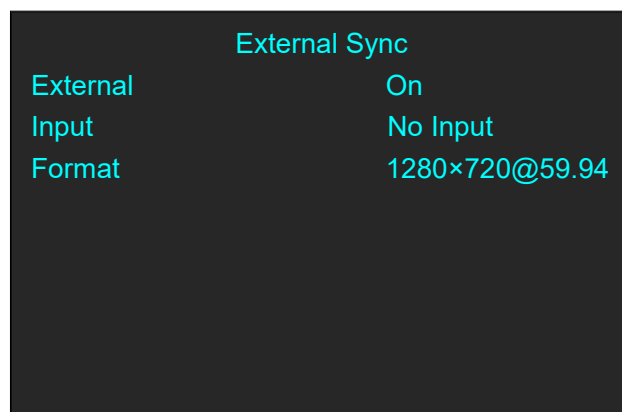 External Sync
External On
Input No Input
Format 1280×720@59.94